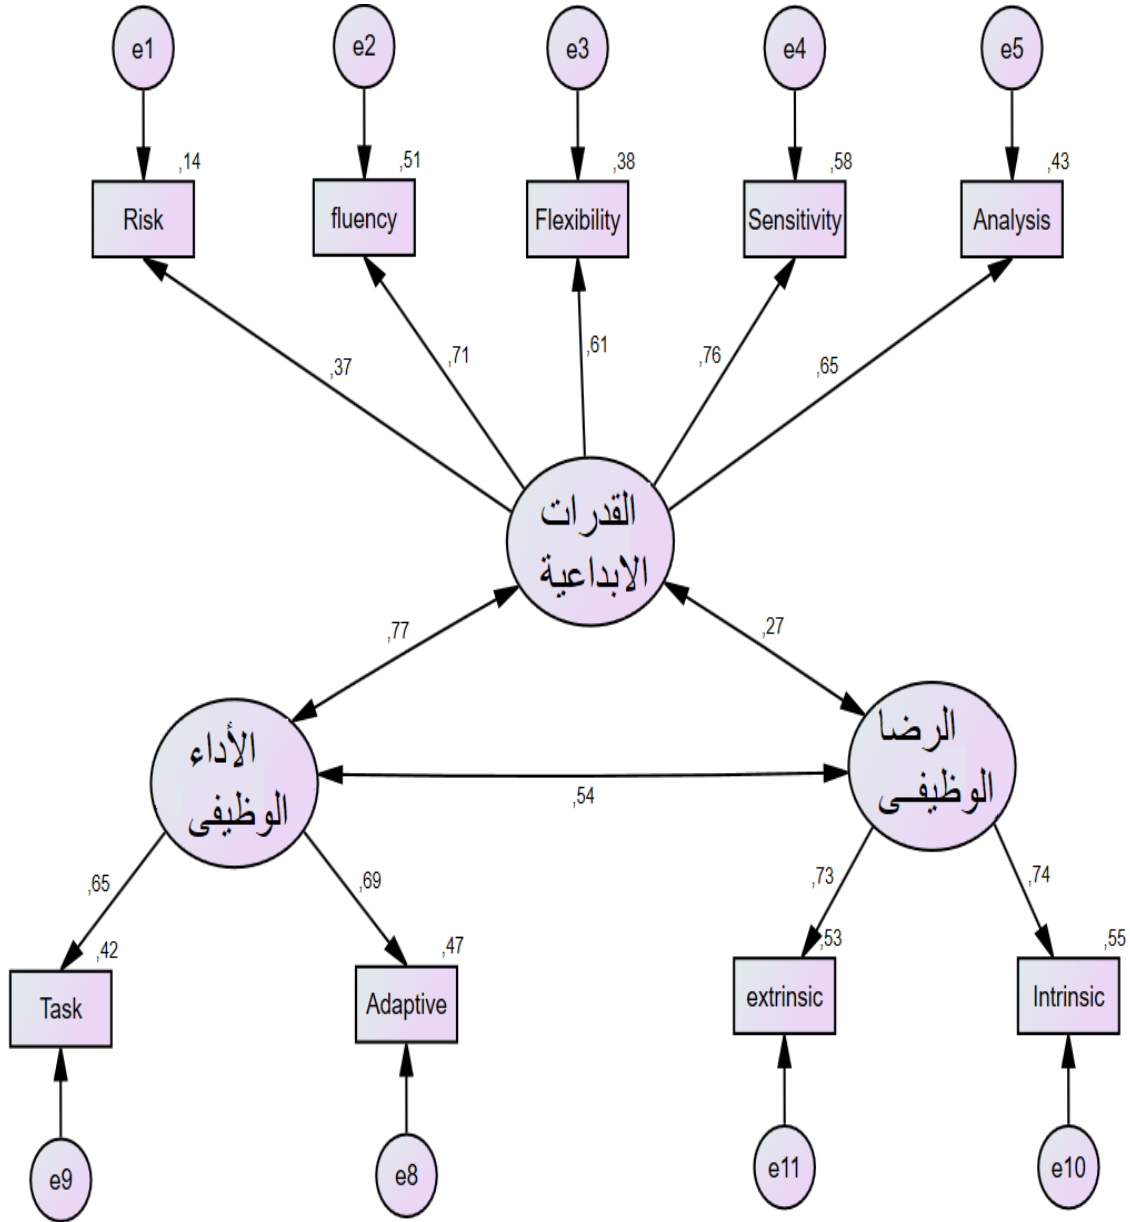 e1
e2
e3
e4
e5
,14
,51
,38
,58
,43
Risk
fluency
Flexibility
Sensitivity
Analysis
,37
,71
,61
,76
,65
القدرات
الابداعية
,77
,27
الأداء
الوظيفى
الرضا
الوظيفــى
,54
,65
,69
,73
,74
,42
,47
,53
,55
Task
Adaptive
extrinsic
Intrinsic
e9
e8
e11
e10